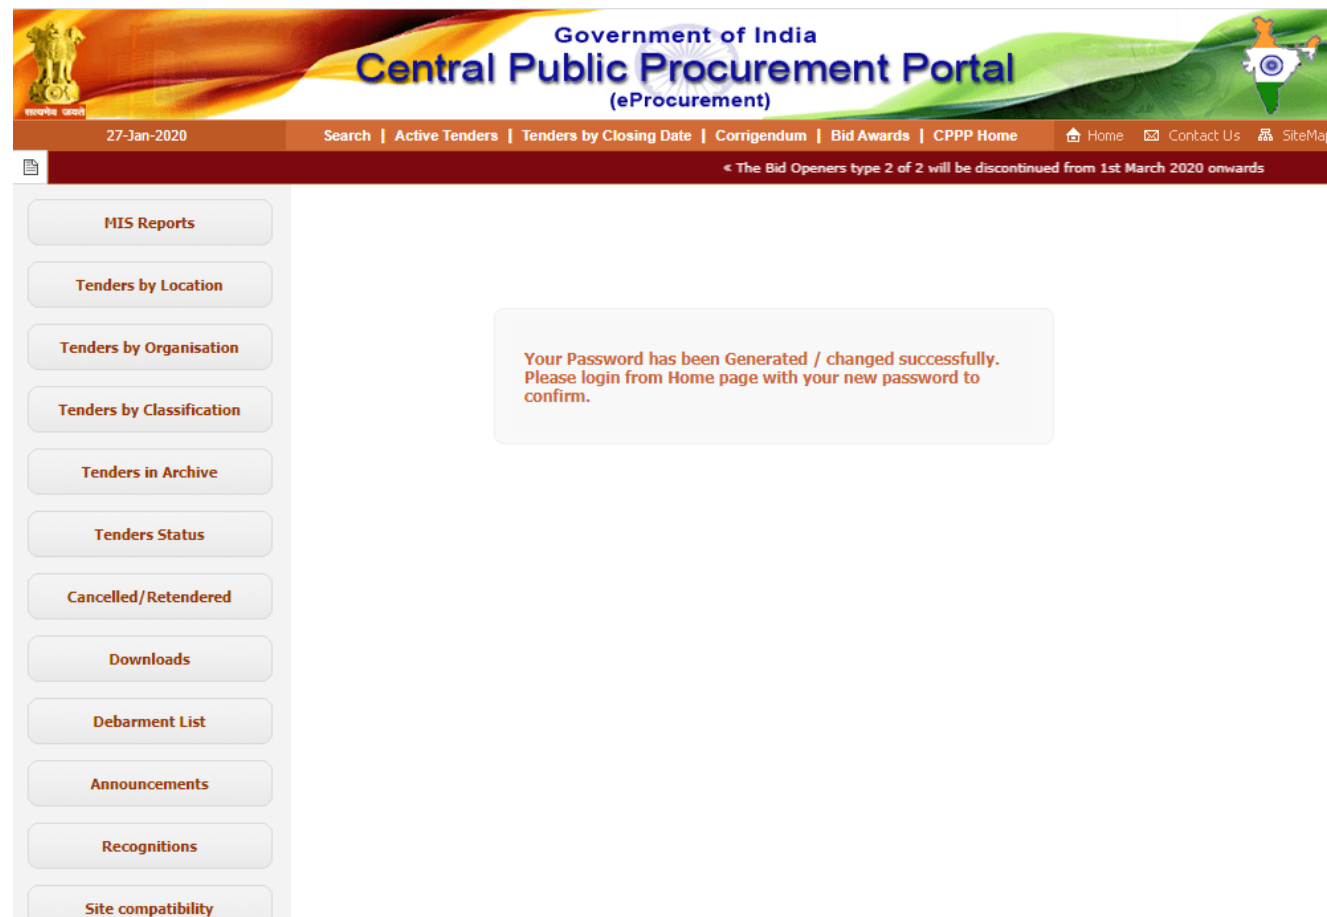 Government of India
Central Public Procurement Portal
(eProcurement)
सत्यमेव जयते
27-Jan-2020
Search | Active Tenders | Tenders by Closing Date | Corrigendum | Bid Awards | CPPP Home
Home Contact Us SiteMap
« The Bid Openers type 2 of 2 will be discontinued from 1st March 2020 onwards
MIS Reports
Tenders by Location
Tenders by Organisation
Tenders by Classification
Tenders in Archive
Tenders Status
Cancelled/Retendered
Downloads
Debarment List
Announcements
Recognitions
Site compatibility
Your Password has been Generated / changed successfully.
Please login from Home page with your new password to
confirm.